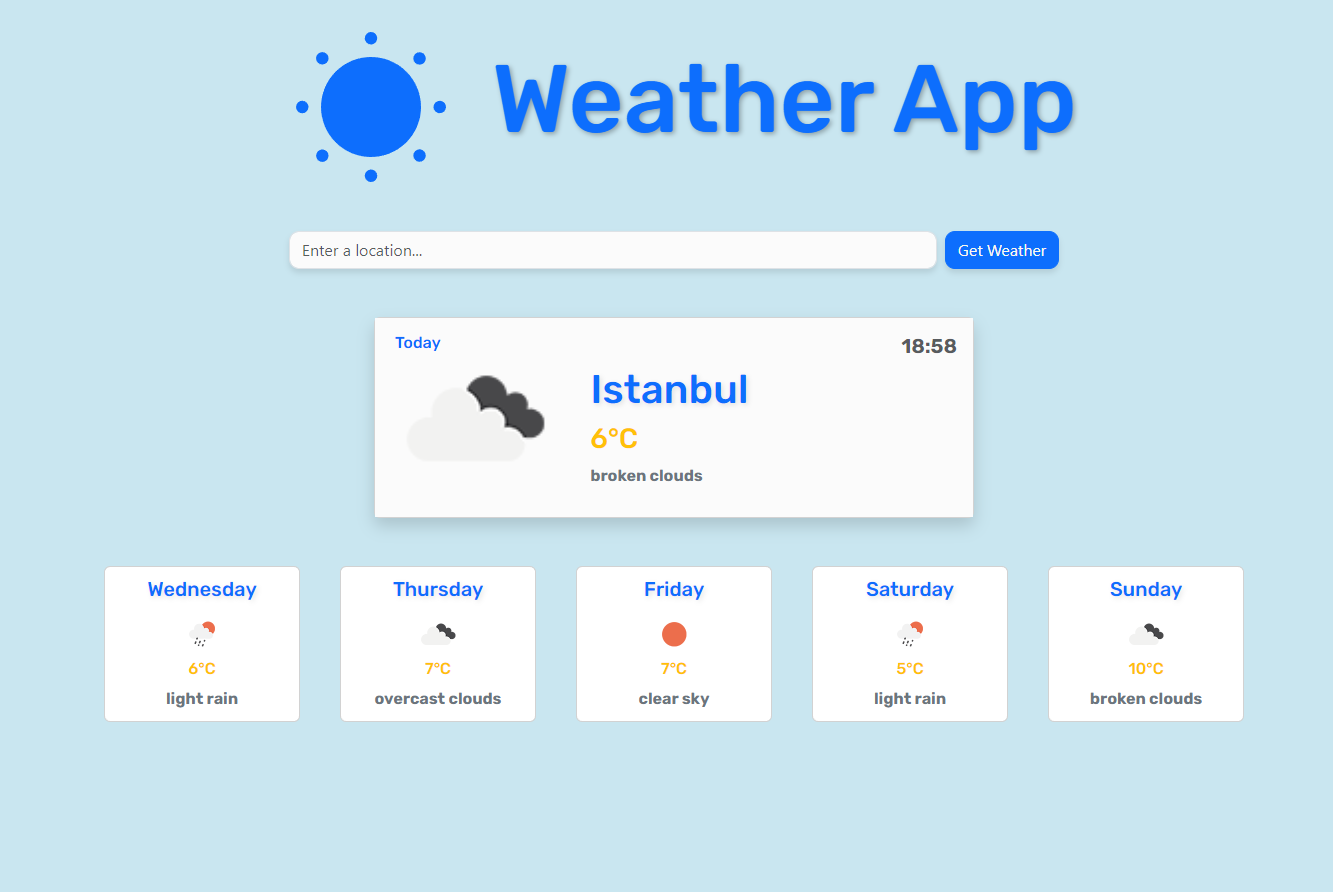 Weather App
Enter a location...
Get Weather
Today
18:58
Istanbul
6°C
broken clouds
Wednesday
6°C
light rain
Thursday
7°C
overcast clouds
Friday
7°C
clear sky
Saturday
5°C
light rain
Sunday
10°C
broken clouds